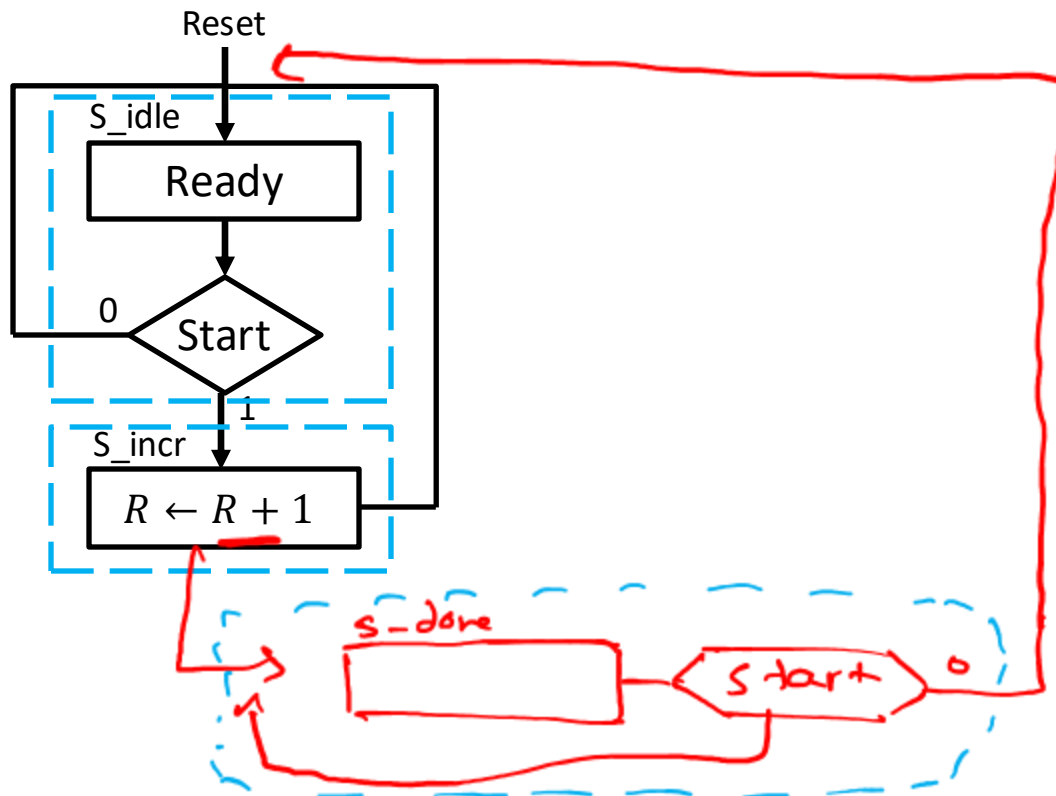 Reset
S_idle
Ready
0
Start
1
S_incr
R ← R + 1
s_done
start
0